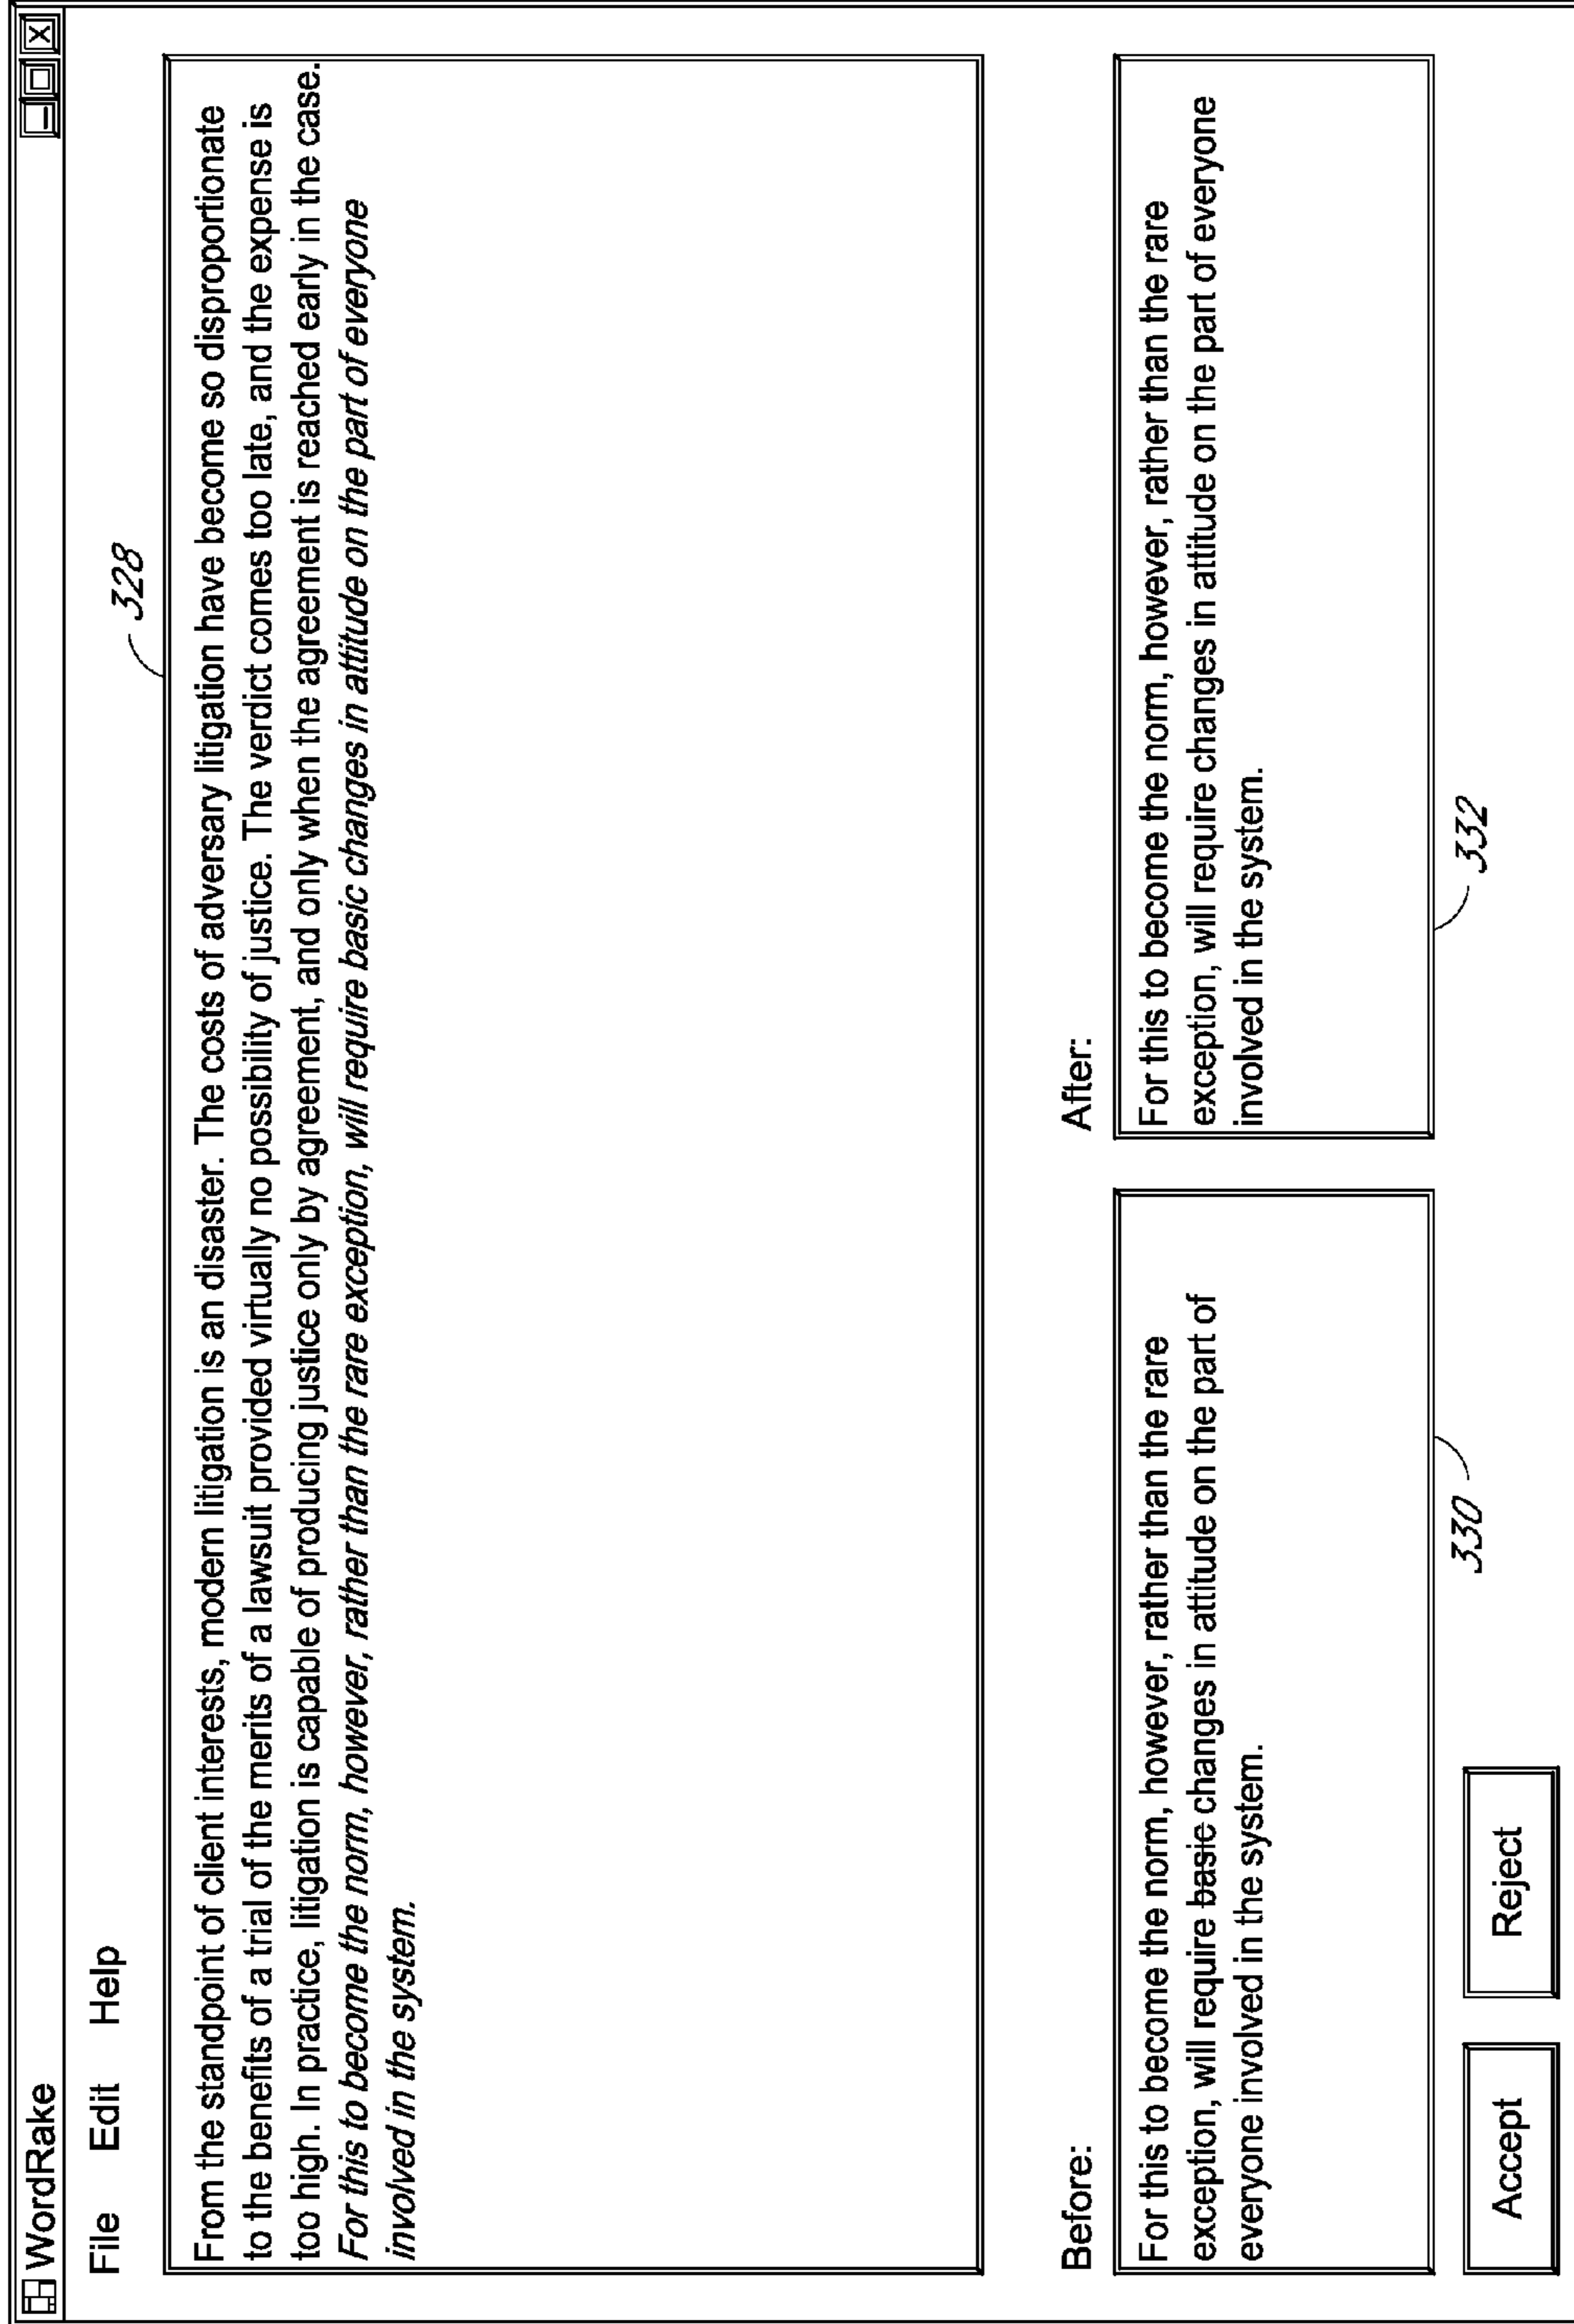 WordRake
File Edit Help
328
From the standpoint of client interests, modern litigation is an disaster. The costs of adversary litigation have become so disproportionate
to the benefits of a trial of the merits of a lawsuit provided virtually no possibility of justice. The verdict comes too late, and the expense is
too high. In practice, litigation is capable of producing justice only by agreement, and only when the agreement is reached early in the case.
For this to become the norm, however, rather than the rare exception, will require basic changes in attitude on the part of everyone
involved in the system.
Before:
For this to become the norm, however, rather than the rare
exception, will require basic changes in attitude on the part of
everyone involved in the system.
330
After:
For this to become the norm, however, rather than the rare
exception, will require changes in attitude on the part of everyone
involved in the system.
332
Accept
Reject